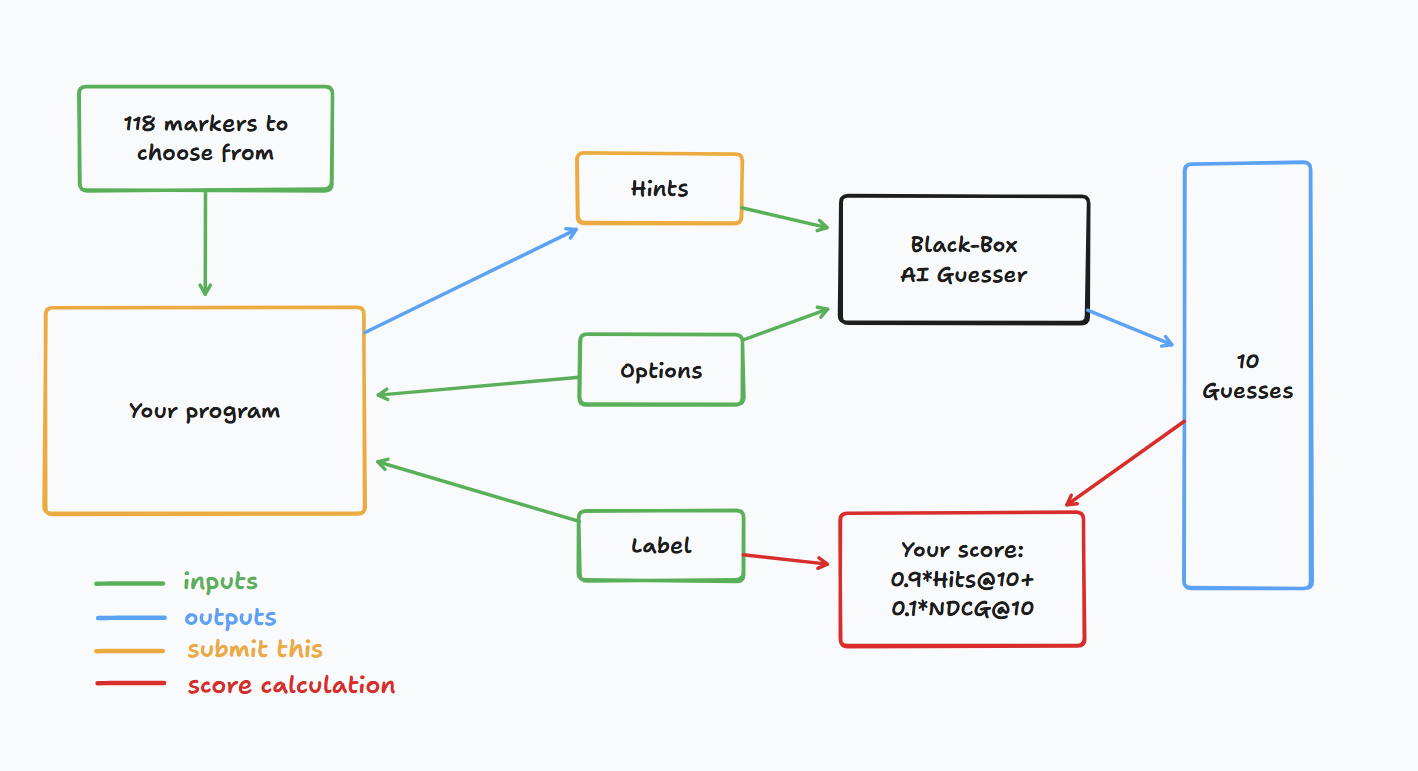 118 markers to
choose from
Hints
Black-Box
AI Guesser
Options
10
Guesses
Your program
Label
Your score:
0.9*Hits@10+
0.1*NDCG@10
inputs
outputs
submit this
score calculation